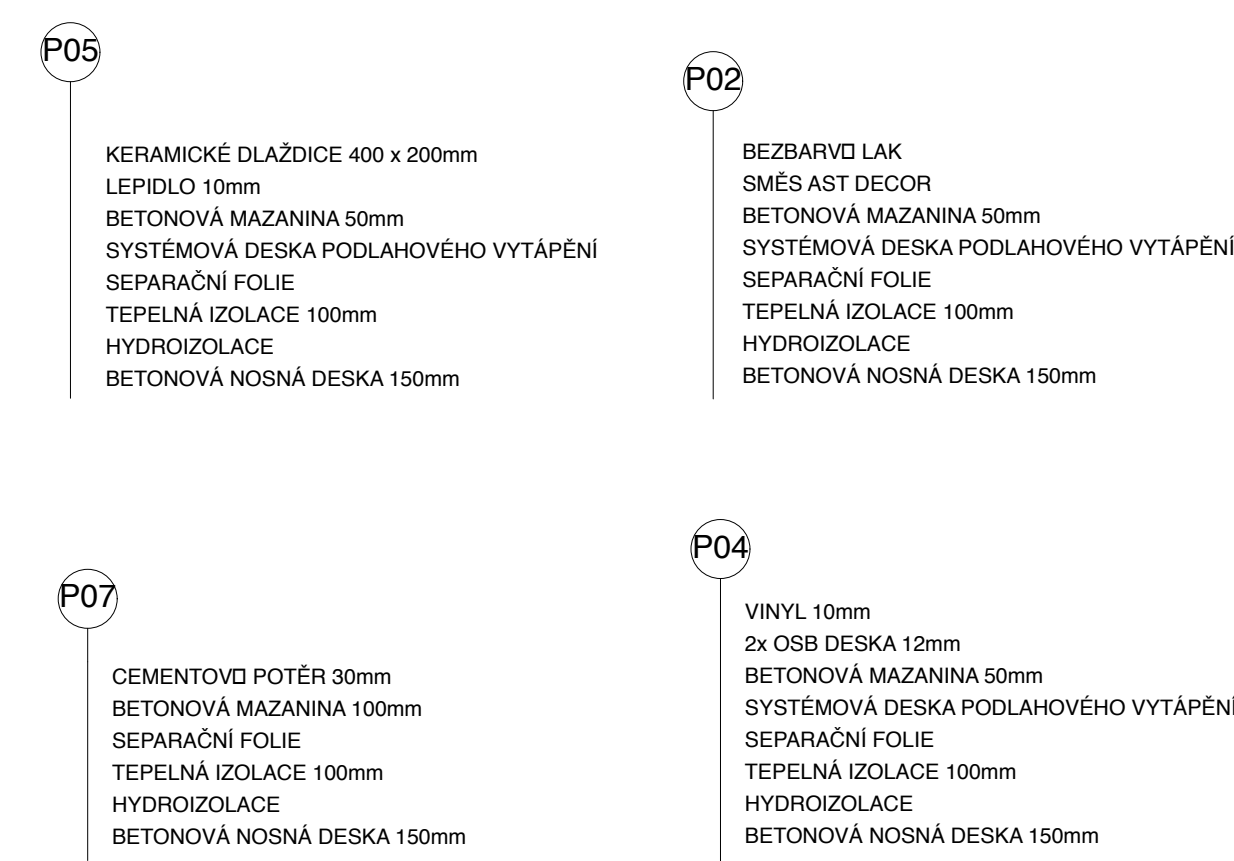 P05
KERAMICKÉ DLAŽDICE 400 x 200mm
LEPIDLO 10mm
BETONOVÁ MAZANINA 50mm
SYSTÉMOVÁ DESKA PODLAHOVÉHO VYTÁPĚNÍ
SEPARAČNÍ FOLIE
TEPELNÁ IZOLACE 100mm
HYDROIZOLACE
BETONOVÁ NOSNÁ DESKA 150mm
P02
BEZBARV▯ LAK
SMĚS AST DECOR
BETONOVÁ MAZANINA 50mm
SYSTÉMOVÁ DESKA PODLAHOVÉHO VYTÁPĚNÍ
SEPARAČNÍ FOLIE
TEPELNÁ IZOLACE 100mm
HYDROIZOLACE
BETONOVÁ NOSNÁ DESKA 150mm
P07
CEMENTOV▯ POTĚR 30mm
BETONOVÁ MAZANINA 100mm
SEPARAČNÍ FOLIE
TEPELNÁ IZOLACE 100mm
HYDROIZOLACE
BETONOVÁ NOSNÁ DESKA 150mm
P04
VINYL 10mm
2x OSB DESKA 12mm
BETONOVÁ MAZANINA 50mm
SYSTÉMOVÁ DESKA PODLAHOVÉHO VYTÁPĚNÍ
SEPARAČNÍ FOLIE
TEPELNÁ IZOLACE 100mm
HYDROIZOLACE
BETONOVÁ NOSNÁ DESKA 150mm